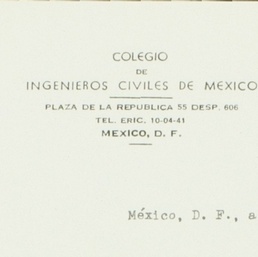 COLEGIO
DE
INGENIEROS CIVILES DE MEXICO
PLAZA DE LA REPUBLICA 55 DESP. 606
TEL. ERIC. 10-04-41
MEXICO, D. F.
México, D. F., a